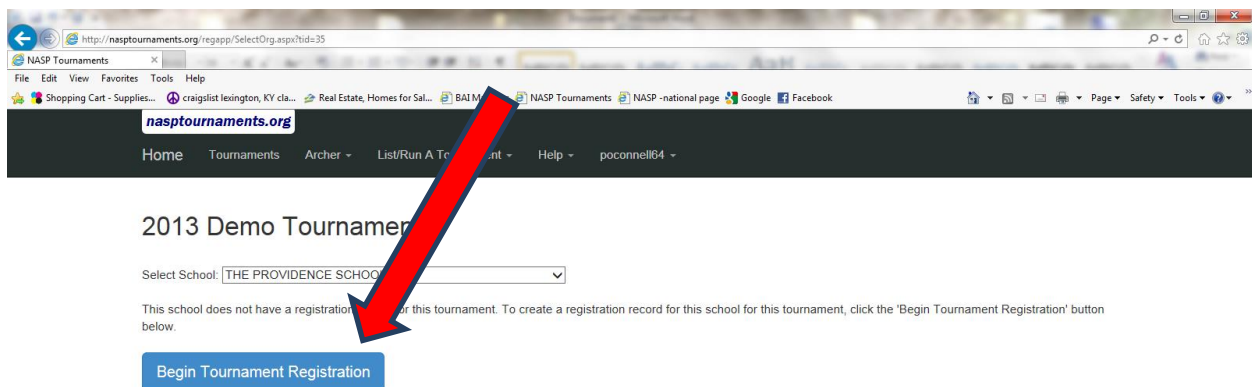 http://nasptournaments.org/regapp/SelectOrg.aspx?tid=35
NASP Tournaments
File Edit View Favorites Tools Help
Shopping Cart - Supplies... craigslist lexington, KY cla... Real Estate, Homes for Sal... BAI NASP Tournaments NASP -national page Google Facebook Page Safety Tools
nasptournaments.org
Home Tournaments Archer List/Run A Help poconnell64
2013 Demo
Select School: THE PROVIDENCE
This school does not have a registration this tournament. To create a registration record for this school for this tournament, click the 'Begin Tournament Registration' button
below.
Begin Tournament Registration